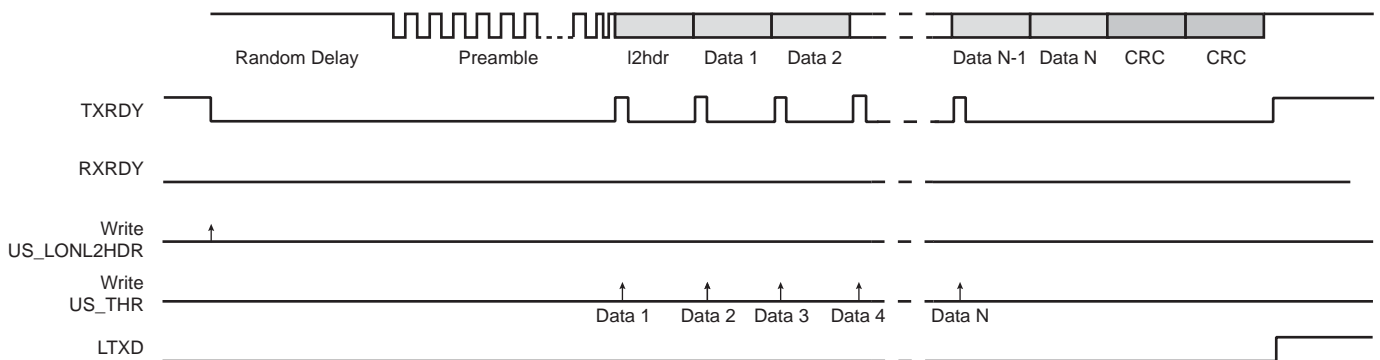 Random Delay Preamble l2hdr Data 1 Data 2 Data N-1 Data N CRC CRC
TXRDY
RXRDY
Write
US_LONL2HDR
Write
US_THR
Data 1 Data 2 Data 3 Data 4 Data N
LTXD